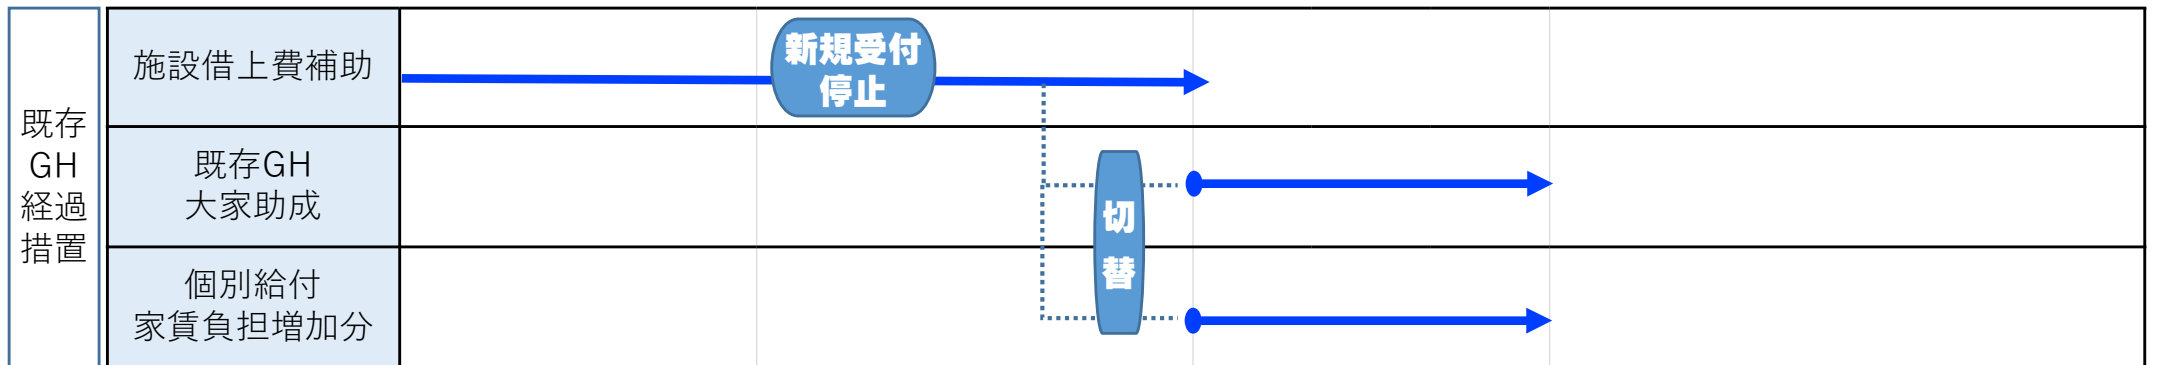 既存
GH
経過
措置
施設借上費補助
新規受付
停止
既存GH
大家助成
切
替
個別給付
家賃負担増加分